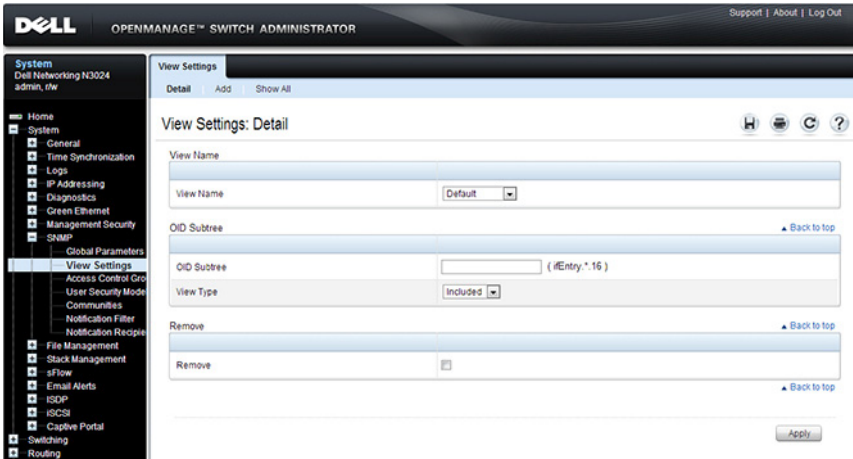 Support | About | Log Out
DELL OPENMANAGE™ SWITCH ADMINISTRATOR
System
Dell Networking N3024
admin, r/w
Home
System
General
Time Synchronization
Logs
IP Addressing
Diagnostics
Green Ethernet
Management Security
SNMP
Global Parameters
View Settings
Access Control Gro
User Security Mode
Communities
Notification Filter
Notification Recipie
File Management
Stack Management
sFlow
Email Alerts
ISDP
iSCSI
Captive Portal
Switching
Routing
View Settings
Detail Add Show All
View Settings: Detail
View Name
View Name Default
OID Subtree Back to top
OID Subtree ( ifEntry.*.16 )
View Type Included
Remove Back to top
Remove
Back to top
Apply